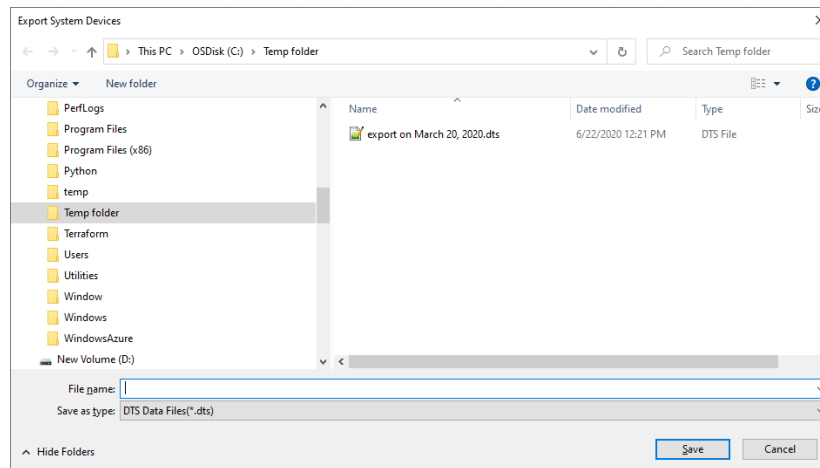 Export System Devices
This PC > OSDisk (C:) > Temp folder
Search Temp folder
Organize
New folder
PerfLogs
Program Files
Program Files (x86)
Python
temp
Temp folder
Terraform
Users
Utilities
Window
Windows
WindowsAzure
New Volume (D:)
Name Date modified Type Size
export on March 20, 2020.dts 6/22/2020 12:21 PM DTS File
File name:
Save as type: DTS Data Files(*.dts)
Hide Folders
Save
Cancel